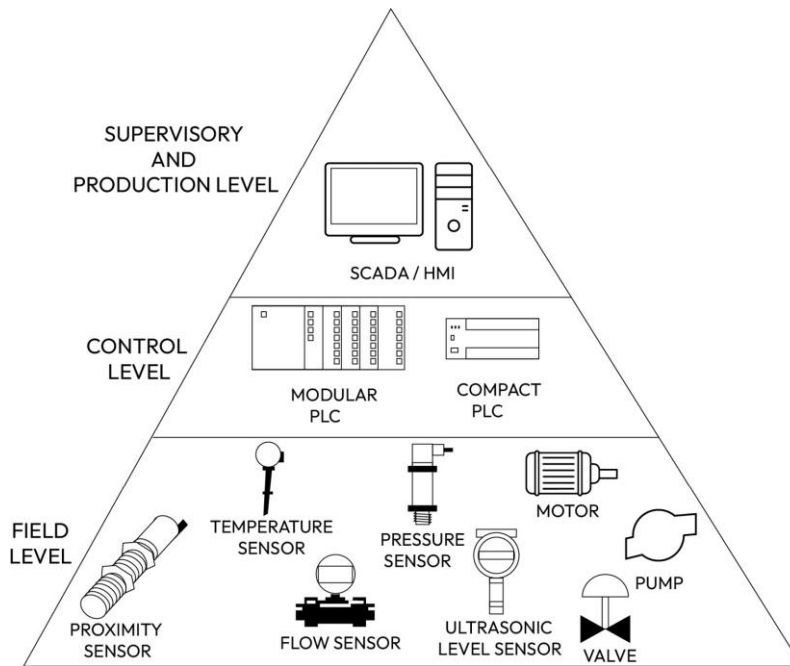 SUPERVISORY
AND
PRODUCTION LEVEL
SCADA / HMI
CONTROL
LEVEL
MODULAR
PLC
COMPACT
PLC
FIELD
LEVEL
TEMPERATURE
SENSOR
PRESSURE
SENSOR
MOTOR
PUMP
PROXIMITY
SENSOR
FLOW SENSOR
ULTRASONIC
LEVEL SENSOR
VALVE